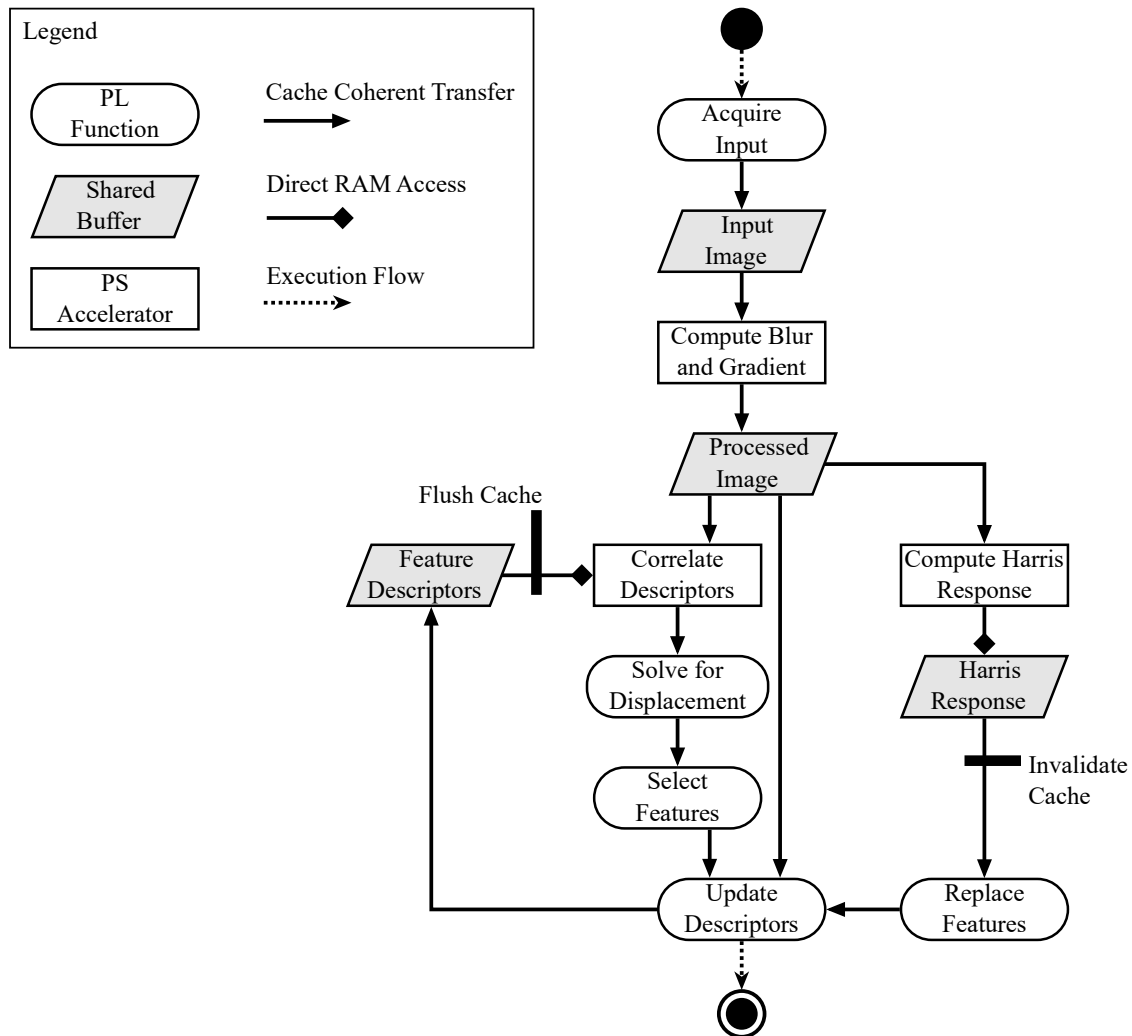 Legend
PL
Function
Cache Coherent Transfer
Shared
Buffer
Direct RAM Access
PS
Accelerator
Execution Flow
Acquire
Input
Input
Image
Compute Blur
and Gradient
Processed
Image
Flush Cache
Feature
Descriptors
Correlate
Descriptors
Compute Harris
Response
Solve for
Displacement
Harris
Response
Select
Features
Invalidate
Cache
Update
Descriptors
Replace
Features